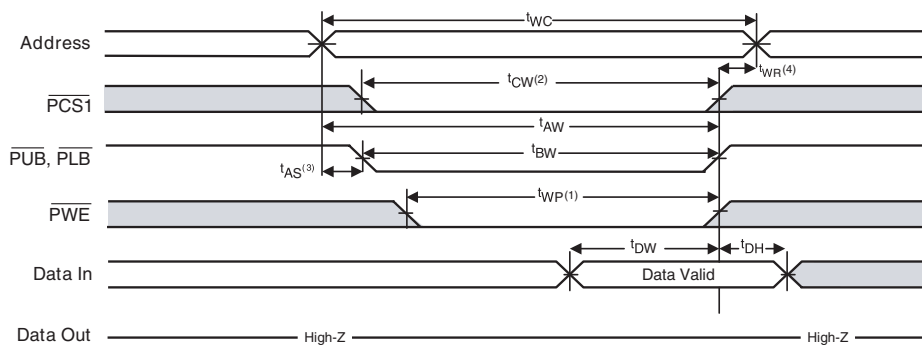 tWC
Address
tCW(2)
tWR(4)
PCS1
tAW
PUB, PLB
tBW
tAS(3)
tWP(1)
PWE
tDW
tDH
Data In
Data Valid
Data Out
High-Z
High-Z